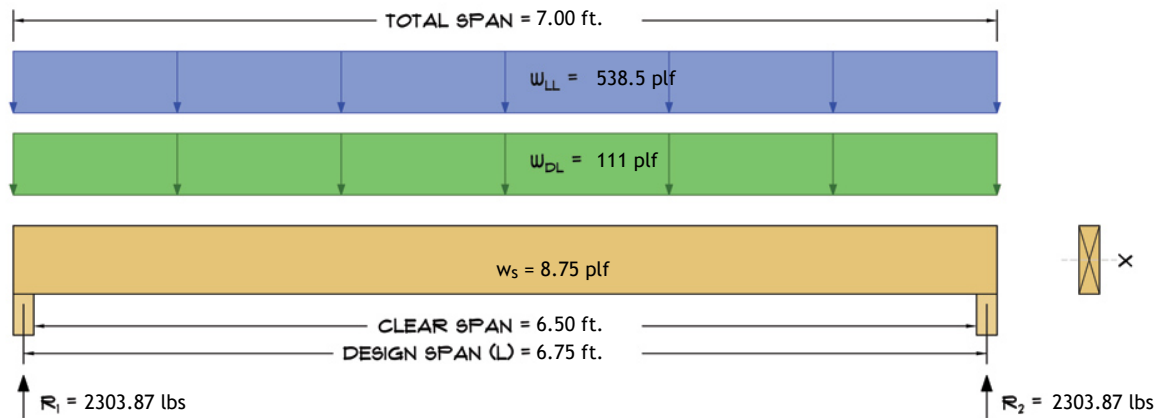 TOTAL SPAN = 7.00 ft.
WLL = 538.5 plf
WDL = 111 plf
ws = 8.75 plf
X
CLEAR SPAN = 6.50 ft.
DESIGN SPAN (L) = 6.75 ft.
R1 = 2303.87 lbs
R2 = 2303.87 lbs